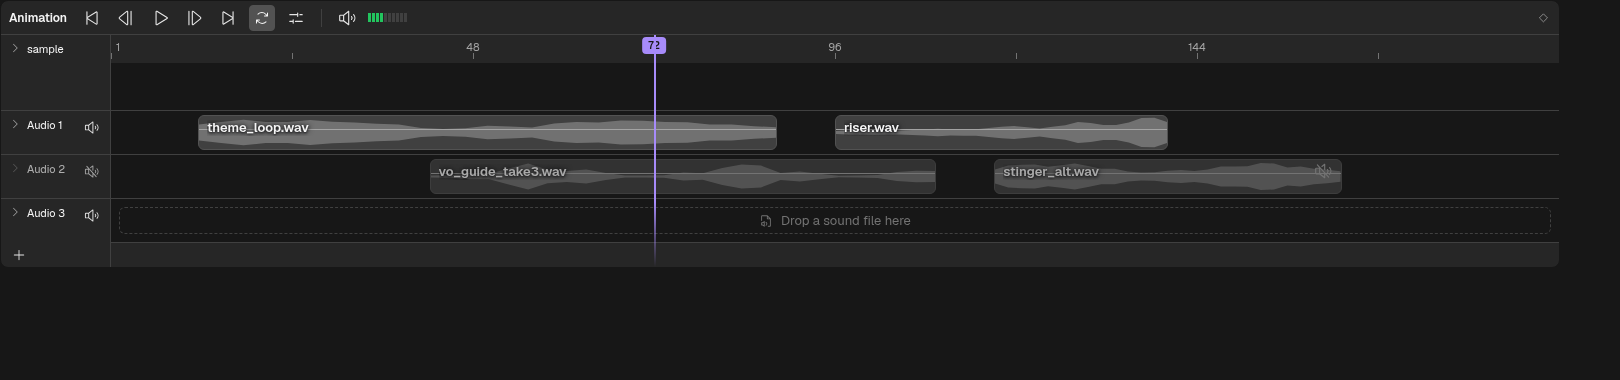 Animation
sample
1 48 72 96 144
Audio 1
theme_loop.wav riser.wav
Audio 2
vo_guide_take3.wav stinger_alt.wav
Audio 3
Drop a sound file here